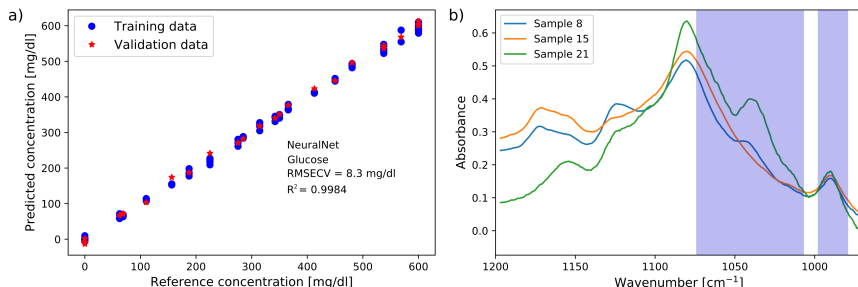 a)
Training data
Validation data
Predicted concentration [mg/dl]
700
600
500
400
300
200
100
0
NeuralNet
Glucose
RMSECV = 8.3 mg/dl
R² = 0.9984
0
100
200
300
400
500
600
Reference concentration [mg/dl]
b)
Sample 8
Sample 15
Sample 21
Absorbance
0.6
0.5
0.4
0.3
0.2
0.1
0.0
1200
1150
1100
1050
1000
Wavenumber [cm⁻¹]